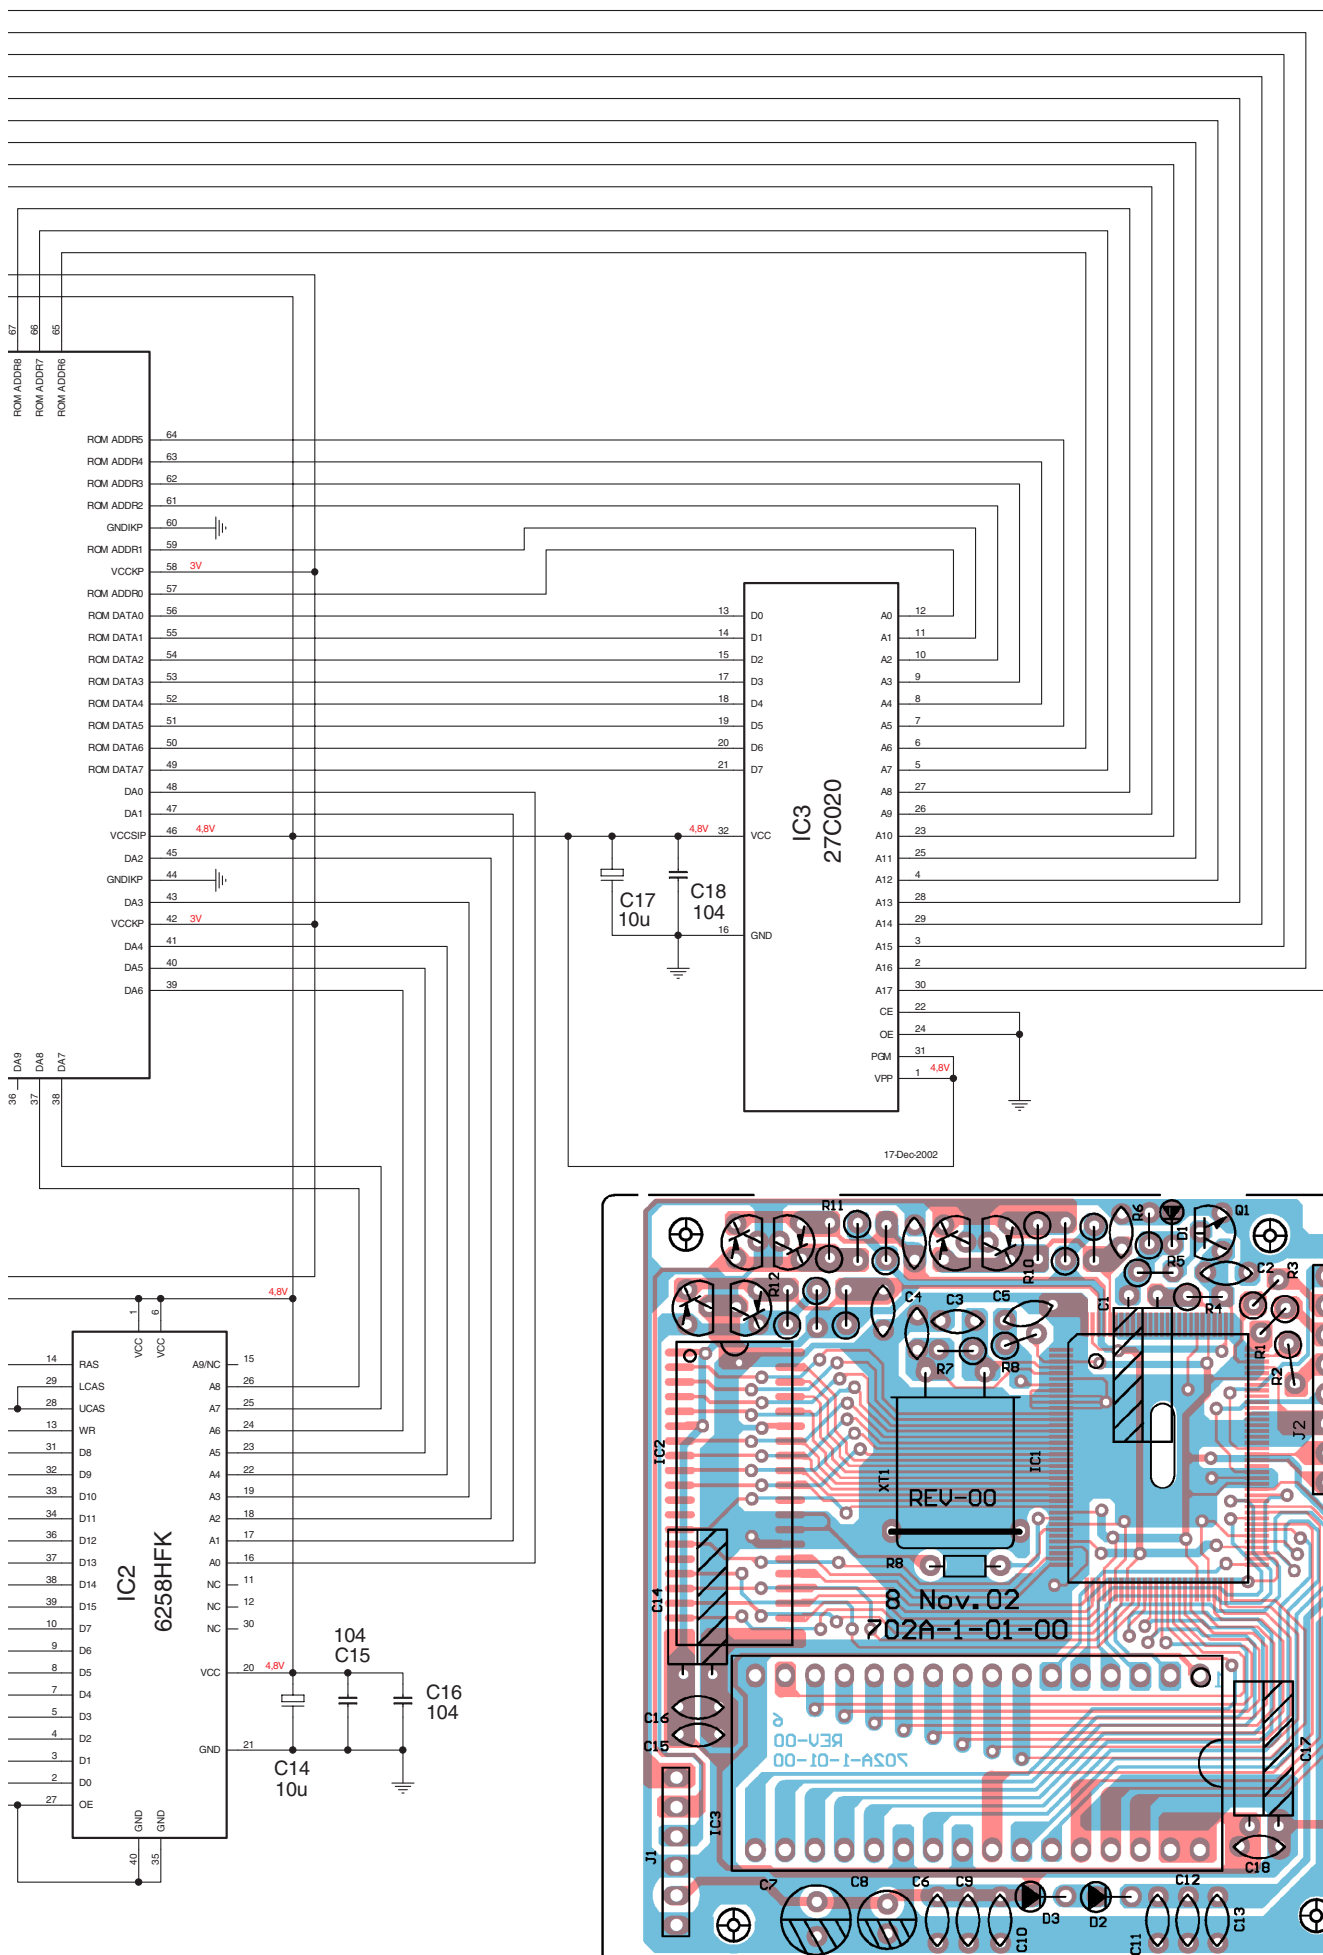 67
66
65
ROM ADDR8
ROM ADDR7
ROM ADDR6
ROM ADDR5 64
ROM ADDR4 63
ROM ADDR3 62
ROM ADDR2 61
GNDIKP 60
ROM ADDR1 59
VCCKP 58 3V
ROM ADDR0 57
ROM DATA0 56
ROM DATA1 55
ROM DATA2 54
ROM DATA3 53
ROM DATA4 52
ROM DATA5 51
ROM DATA6 50
ROM DATA7 49
DA0 48
DA1 47
VCCSIP 46 4,8V
DA2 45
GNDIKP 44
DA3 43
VCCKP 42 3V
DA4 41
DA5 40
DA6 39
DA9
DA8
DA7
36
37
38
13 D0
14 D1
15 D2
17 D3
18 D4
19 D5
20 D6
21 D7
4,8V 32 VCC
16 GND
C17
10u
C18
104
IC3
27C020
A0 12
A1 11
A2 10
A3 9
A4 8
A5 7
A6 6
A7 5
A8 27
A9 26
A10 23
A11 25
A12 4
A13 28
A14 29
A15 3
A16 2
A17 30
CE 22
OE 24
PGM 31
VPP 1 4,8V
17-Dec-2002
4,8V
1
6
VCC
VCC
14 RAS
29 LCAS
28 UCAS
13 WR
31 D8
32 D9
33 D10
34 D11
36 D12
37 D13
38 D14
39 D15
10 D7
9 D6
8 D5
7 D4
5 D3
4 D2
3 D1
2 D0
27 OE
IC2
6258HFK
A9/NC 15
A8 26
A7 25
A6 24
A5 23
A4 22
A3 19
A2 18
A1 17
A0 16
NC 11
NC 12
NC 30
VCC 20 4,8V
GND 21
GND
GND
40
35
104
C15
C16
104
C14
10u
R11
R10
R6
D1
Q1
R5
C2
R3
R12
C4
C3
C5
C1
R4
R7
R8
R1
R2
J2
IC2
XT1
IC1
REV-00
R8
8 Nov.02
702A-1-01-00
C14
C16
C15
1
6
REV-00
702A-1-01-00
C17
IC3
J1
C18
C7
C8
C6
C9
C10
D3
D2
C11
C12
C13